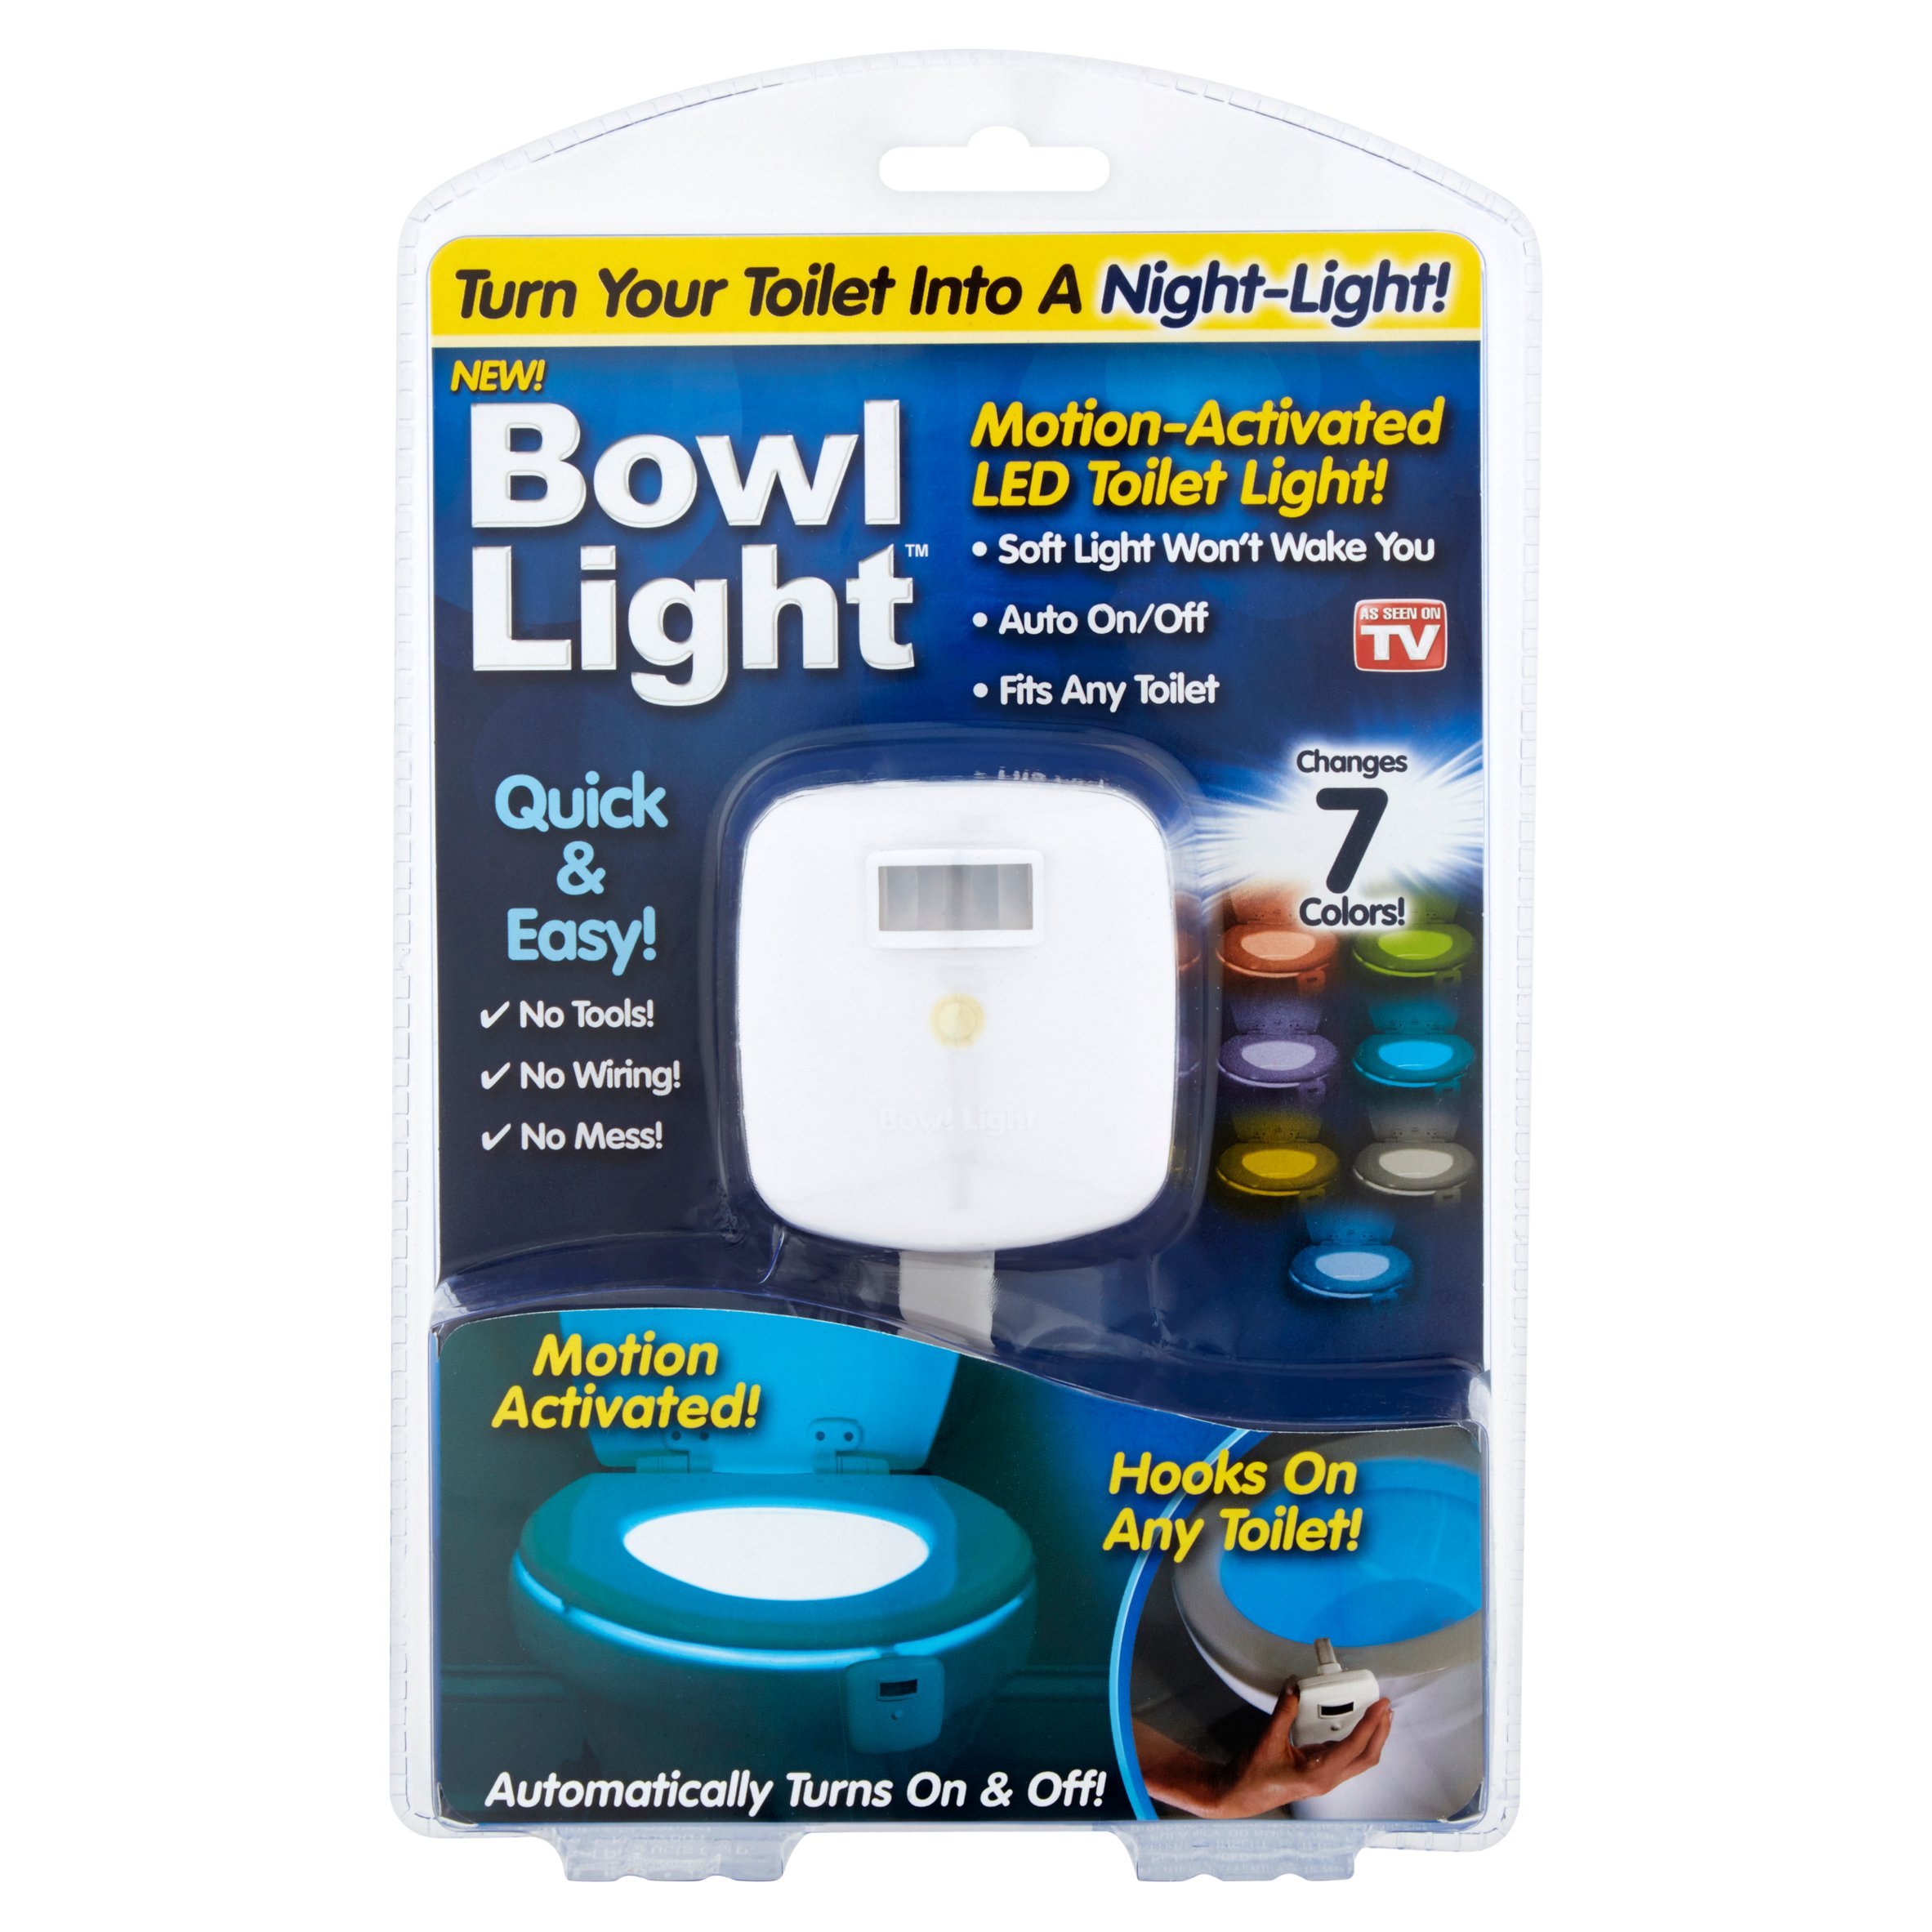 Turn Your Toilet Into A Night-Light!
NEW!
Bowl
Light™
Motion-Activated
LED Toilet Light!
• Soft Light Won't Wake You
• Auto On/Off
• Fits Any Toilet
AS SEEN ON
TV
Quick
&
Easy!
✓ No Tools!
✓ No Wiring!
✓ No Mess!
Changes
7
Colors!
Bowl Light
Motion
Activated!
Hooks On
Any Toilet!
Automatically Turns On & Off!